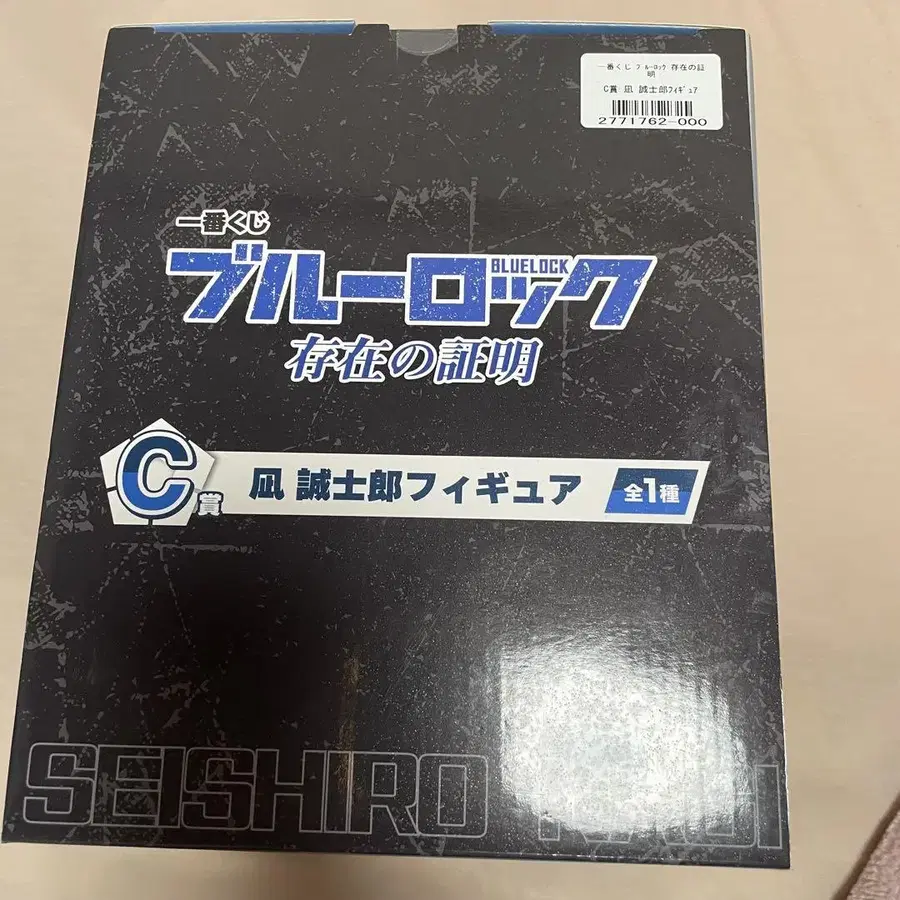 一番くじ ブルーロック 存在の証
明
C賞 凪 誠士郎フィギュア
2771762-000
一番くじ
ブルーロック
BLUELOCK
存在の証明
C賞 凪 誠士郎フィギュア 全1種
SEISHIRO NAGI